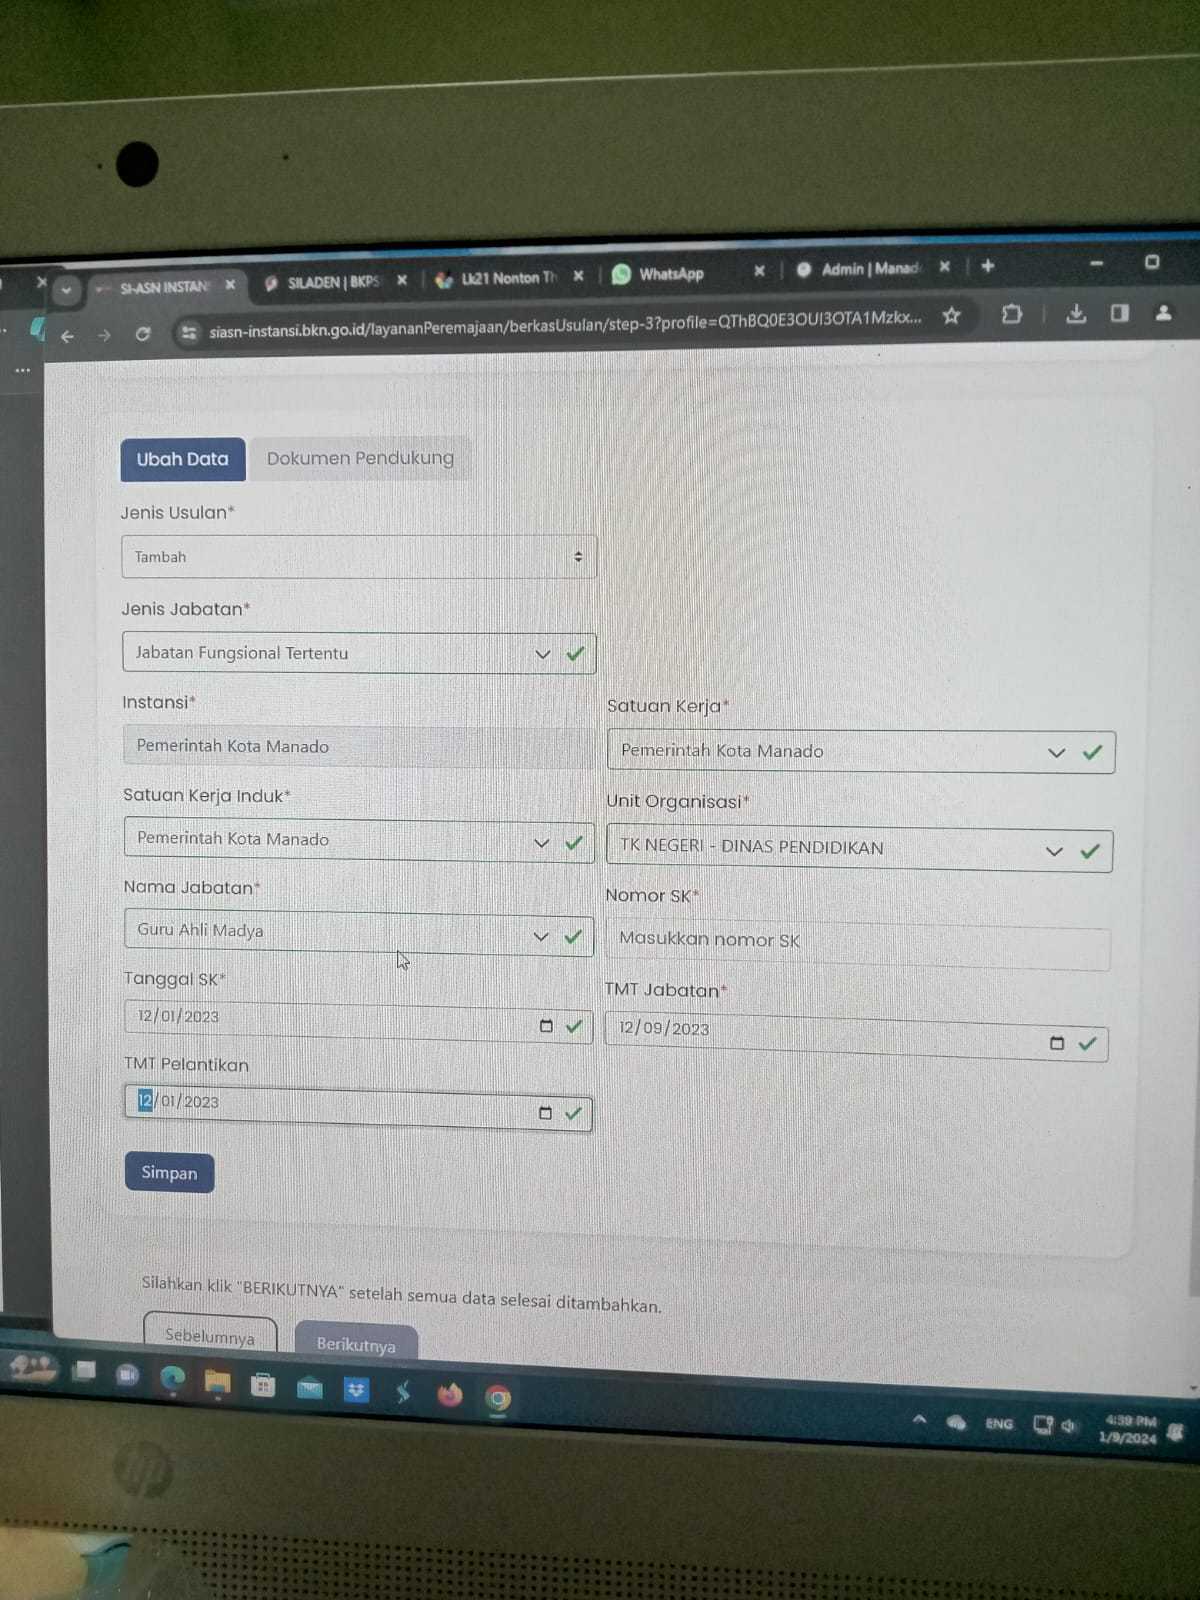 SI-ASN INSTAN
SILADEN | BKPS
Lk21 Nonton Th
WhatsApp
Admin | Manad
siasn-instansi.bkn.go.id/layananPeremajaan/berkasUsulan/step-3?profile=QThBQ0E3OUI3OTA1Mzkx...
Ubah Data
Dokumen Pendukung
Jenis Usulan*
Tambah
Jenis Jabatan*
Jabatan Fungsional Tertentu
Instansi*
Satuan Kerja*
Pemerintah Kota Manado
Pemerintah Kota Manado
Satuan Kerja Induk*
Unit Organisasi*
Pemerintah Kota Manado
TK NEGERI - DINAS PENDIDIKAN
Nama Jabatan*
Nomor SK*
Guru Ahli Madya
Masukkan nomor SK
Tanggal SK*
TMT Jabatan*
12/01/2023
12/09/2023
TMT Pelantikan
12/01/2023
Simpan
Silahkan klik "BERIKUTNYA" setelah semua data selesai ditambahkan.
Sebelumnya
Berikutnya
ENG
4:39 PM
1/9/2024
hp